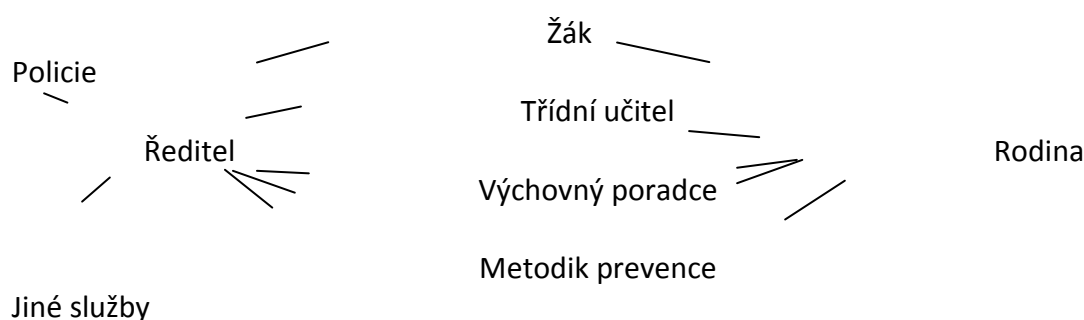 Žák
Policie
Třídní učitel
Ředitel
Rodina
Výchovný poradce
Metodik prevence
Jiné služby